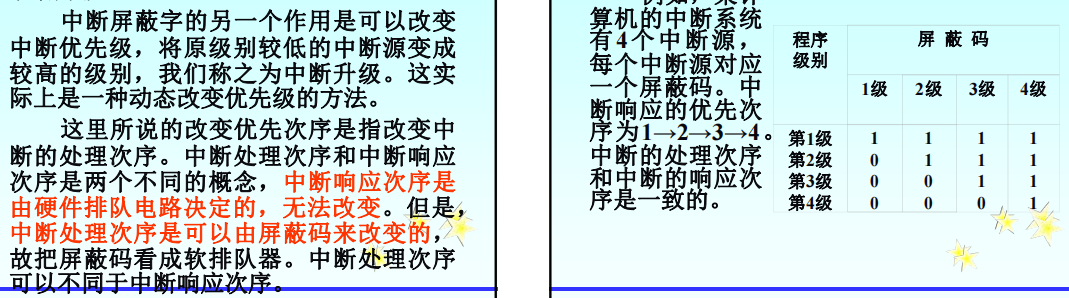 中断屏蔽字的另一个作用是可以改变
中断优先级，将原级别较低的中断源变成
较高的级别，我们称之为中断升级。这实
际上是一种动态改变优先级的方法。
这里所说的改变优先次序是指改变中
断的处理次序。中断处理次序和中断响应
次序是两个不同的概念，中断响应次序是
由硬件排队电路决定的，无法改变。但是，
中断处理次序是可以由屏蔽码来改变的，
故把屏蔽码看成软排队器。中断处理次序
可以不同于中断响应次序。
算机的中断系统
有4个中断源，
每个中断源对应
一个屏蔽码。中
断响应的优先次
序为1→2→3→4。
中断的处理次序
和中断的响应次
序是一致的。
程序级别 屏蔽码
1级 2级 3级 4级
第1级 1 1 1 1
第2级 0 1 1 1
第3级 0 0 1 1
第4级 0 0 0 1